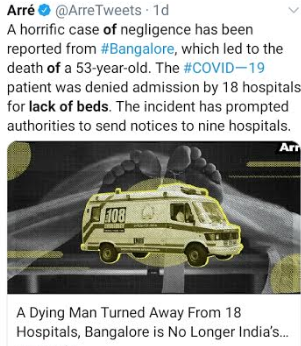 Arré @ArreTweets · 1d
A horrific case of negligence has been
reported from #Bangalore, which led to the
death of a 53-year-old. The #COVID—19
patient was denied admission by 18 hospitals
for lack of beds. The incident has prompted
authorities to send notices to nine hospitals.
Arr
108
A Dying Man Turned Away From 18
Hospitals, Bangalore is No Longer India's...